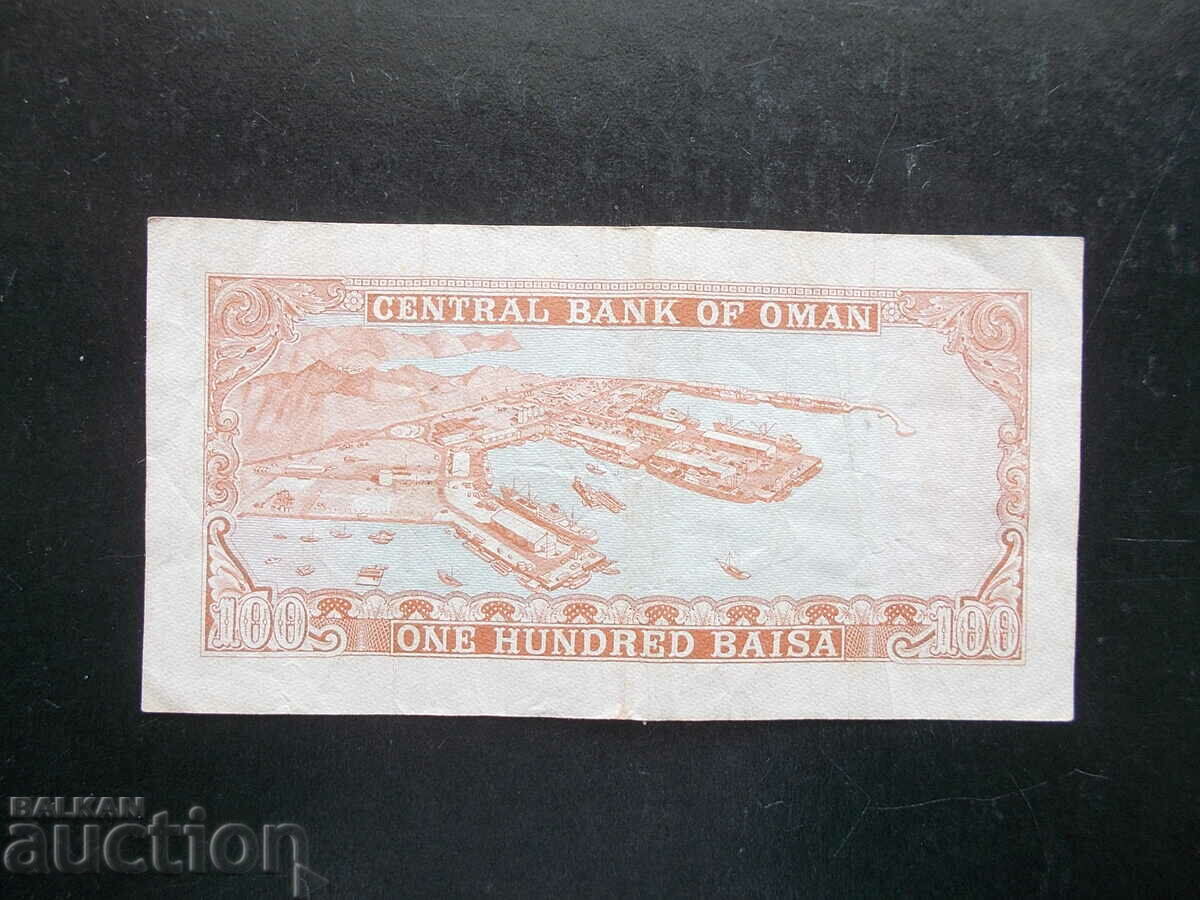 CENTRAL BANK OF OMAN
100 ONE HUNDRED BAISA 100
BALKAN
auction